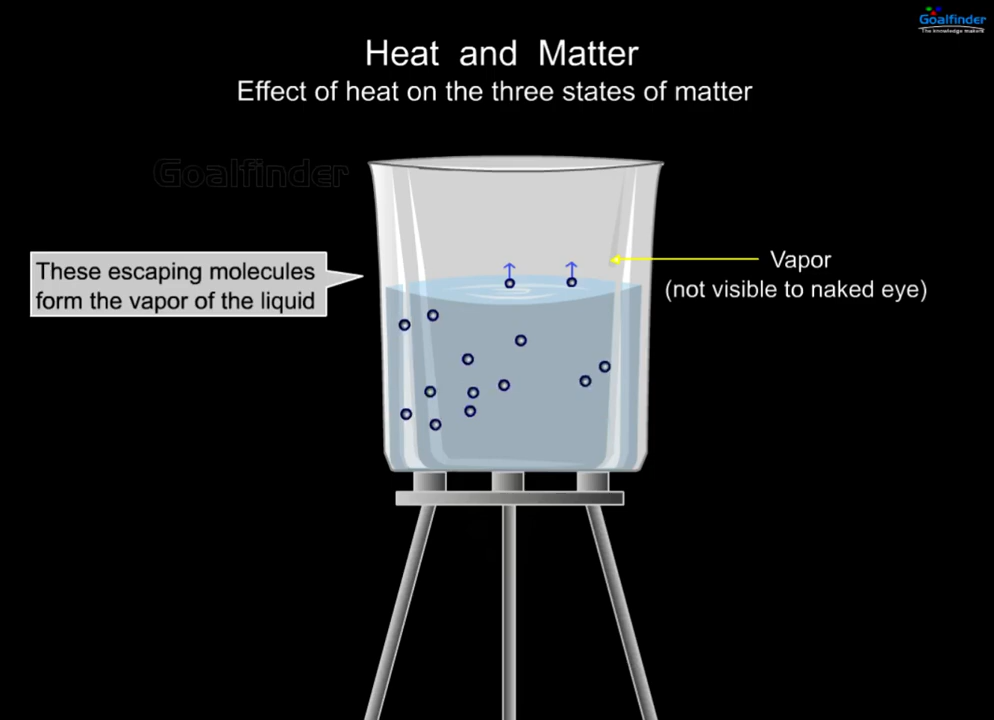 Goalfinder
The knowledge makers
Heat and Matter
Effect of heat on the three states of matter
Goalfinder
These escaping molecules
form the vapor of the liquid
Vapor
(not visible to naked eye)